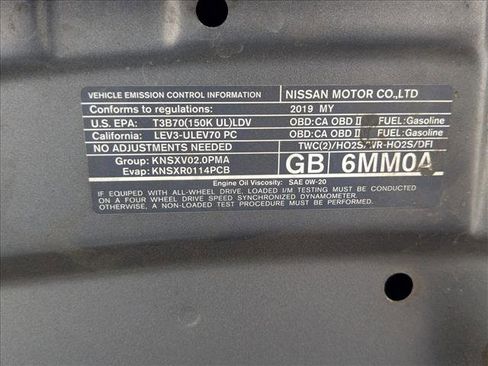 VEHICLE EMISSION CONTROL INFORMATION NISSAN MOTOR CO.,LTD
Conforms to regulations: 2019 MY
U.S. EPA: T3B70(150K UL)LDV OBD:CA OBD II FUEL:Gasoline
California: LEV3-ULEV70 PC OBD:CA OBD II FUEL:Gasoline
NO ADJUSTMENTS NEEDED TWC(2)/HO2S/WR-HO2S/DFI
Group: KNSXV02.0PMA GB 6MM0A
Evap: KNSXR0114PCB
Engine Oil Viscosity: SAE 0W-20
IF EQUIPPED WITH ALL-WHEEL DRIVE, LOADED I/M TESTING MUST BE CONDUCTED
ON A FOUR WHEEL DRIVE SPEED SYNCHRONIZED DYNAMOMETER.
OTHERWISE, A NON-LOADED TEST PROCEDURE MUST BE USED.